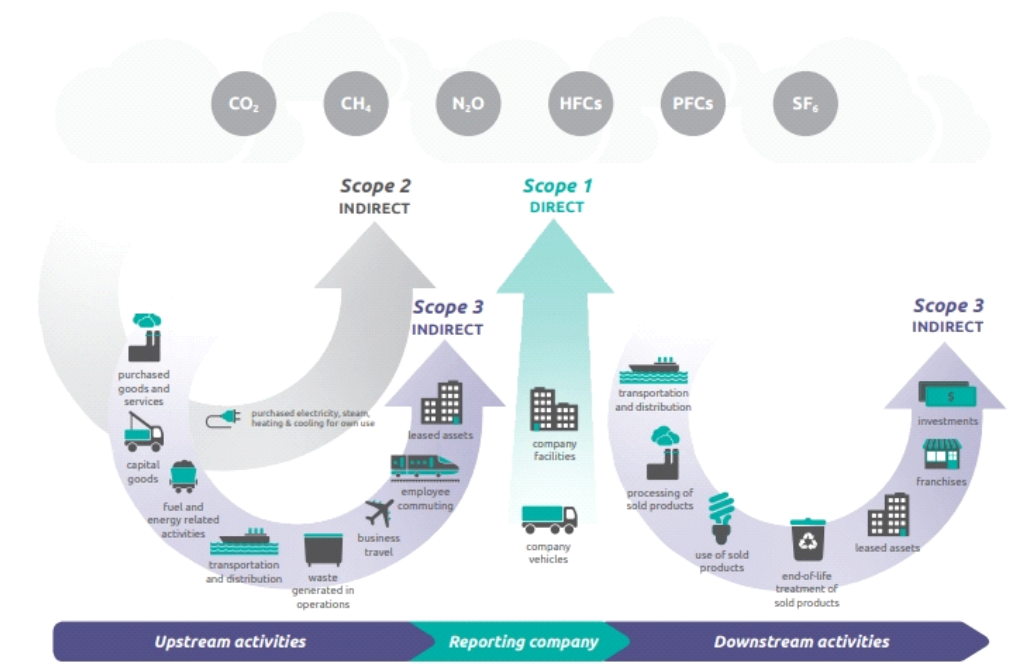 CO₂ CH₄ N₂O HFCs PFCs SF₆
Scope 2
INDIRECT
Scope 1
DIRECT
Scope 3
INDIRECT
Scope 3
INDIRECT
purchased
goods and
services
capital
goods
fuel and
energy related
activities
transportation
and distribution
waste
generated in
operations
business
travel
employee
commuting
leased assets
purchased electricity, steam,
heating & cooling for own use
company
facilities
company
vehicles
transportation
and distribution
processing of
sold products
use of sold
products
end-of-life
treatment of
sold products
leased assets
franchises
investments
$
Upstream activities
Reporting company
Downstream activities